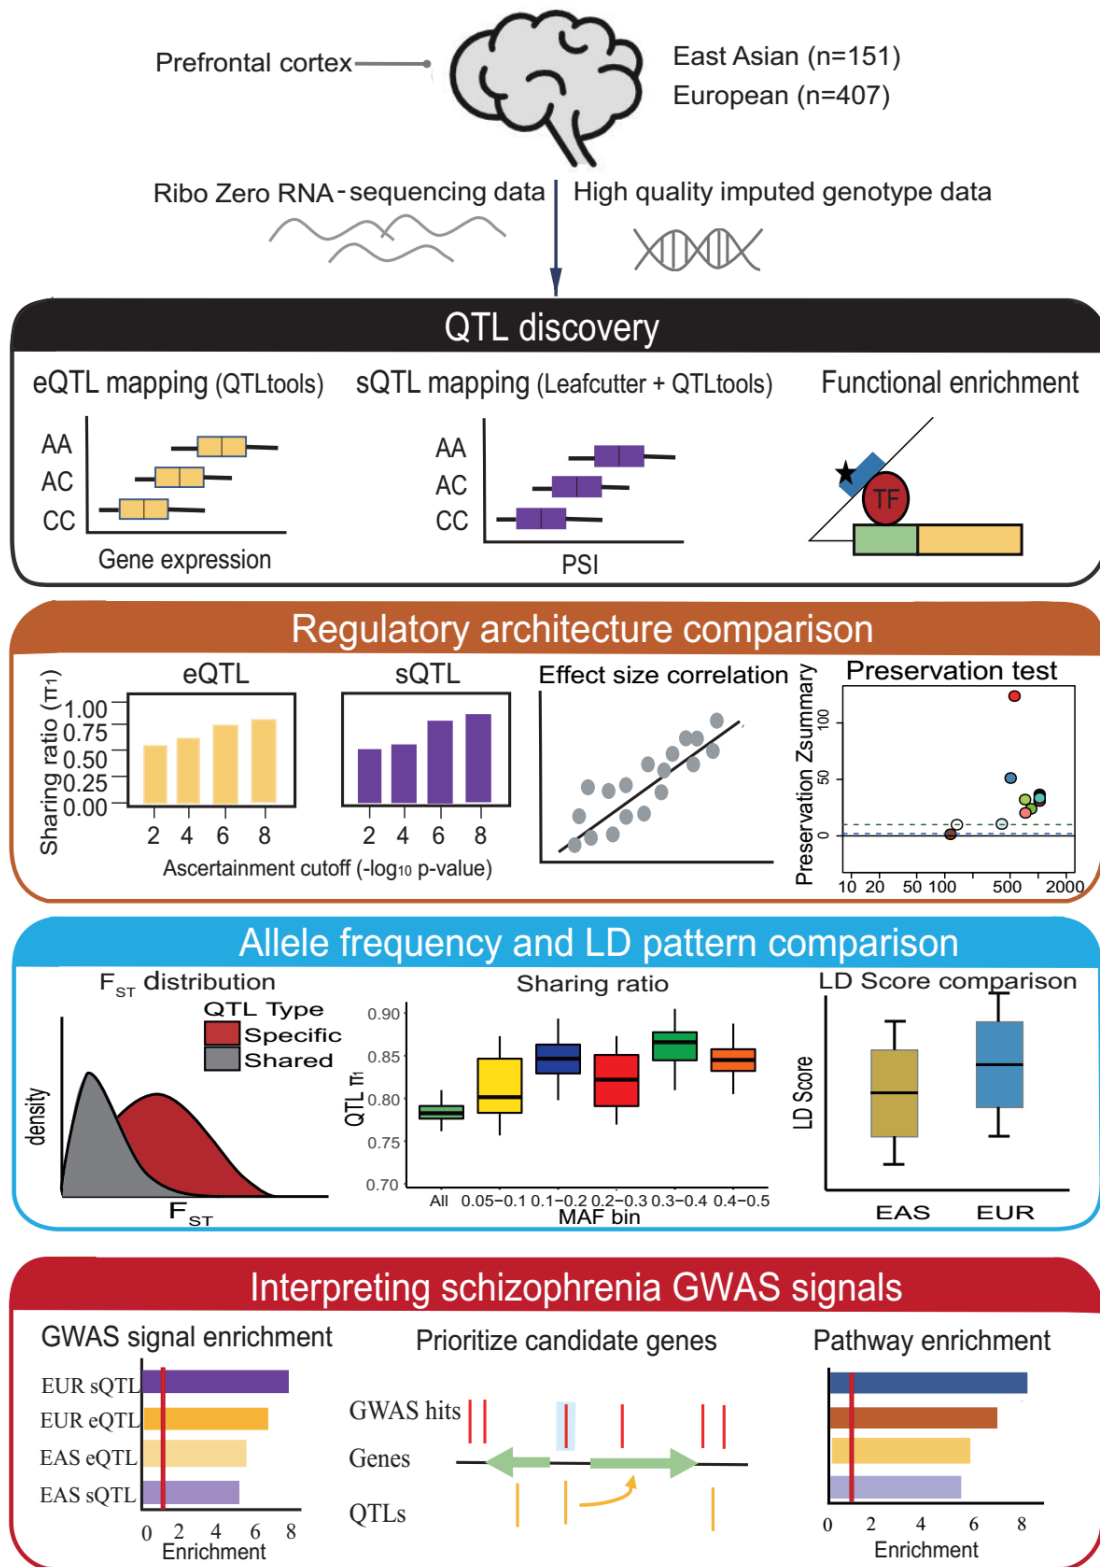 Prefrontal cortex
East Asian (n=151)
European (n=407)
Ribo Zero RNA-sequencing data
High quality imputed genotype data
QTL discovery
eQTL mapping (QTLtools)
sQTL mapping (Leafcutter + QTLtools)
Functional enrichment
AA
AC
CC
Gene expression
AA
AC
CC
PSI
TF
Regulatory architecture comparison
eQTL
sQTL
Sharing ratio (π1)
1.00
0.75
0.50
0.25
0.00
2 4 6 8
2 4 6 8
Ascertainment cutoff (-log10 p-value)
Effect size correlation
Preservation test
Preservation Zsummary
100
50
0
10 20 50 100 500 2000
Allele frequency and LD pattern comparison
FST distribution
QTL Type
Specific
Shared
density
FST
Sharing ratio
QTL π1
0.90
0.85
0.80
0.75
0.70
All 0.05−0.1 0.1−0.2 0.2−0.3 0.3−0.4 0.4−0.5
MAF bin
LD Score comparison
LD Score
EAS EUR
Interpreting schizophrenia GWAS signals
GWAS signal enrichment
EUR sQTL
EUR eQTL
EAS eQTL
EAS sQTL
0 2 4 6 8
Enrichment
Prioritize candidate genes
GWAS hits
Genes
QTLs
Pathway enrichment
0 2 4 6 8
Enrichment